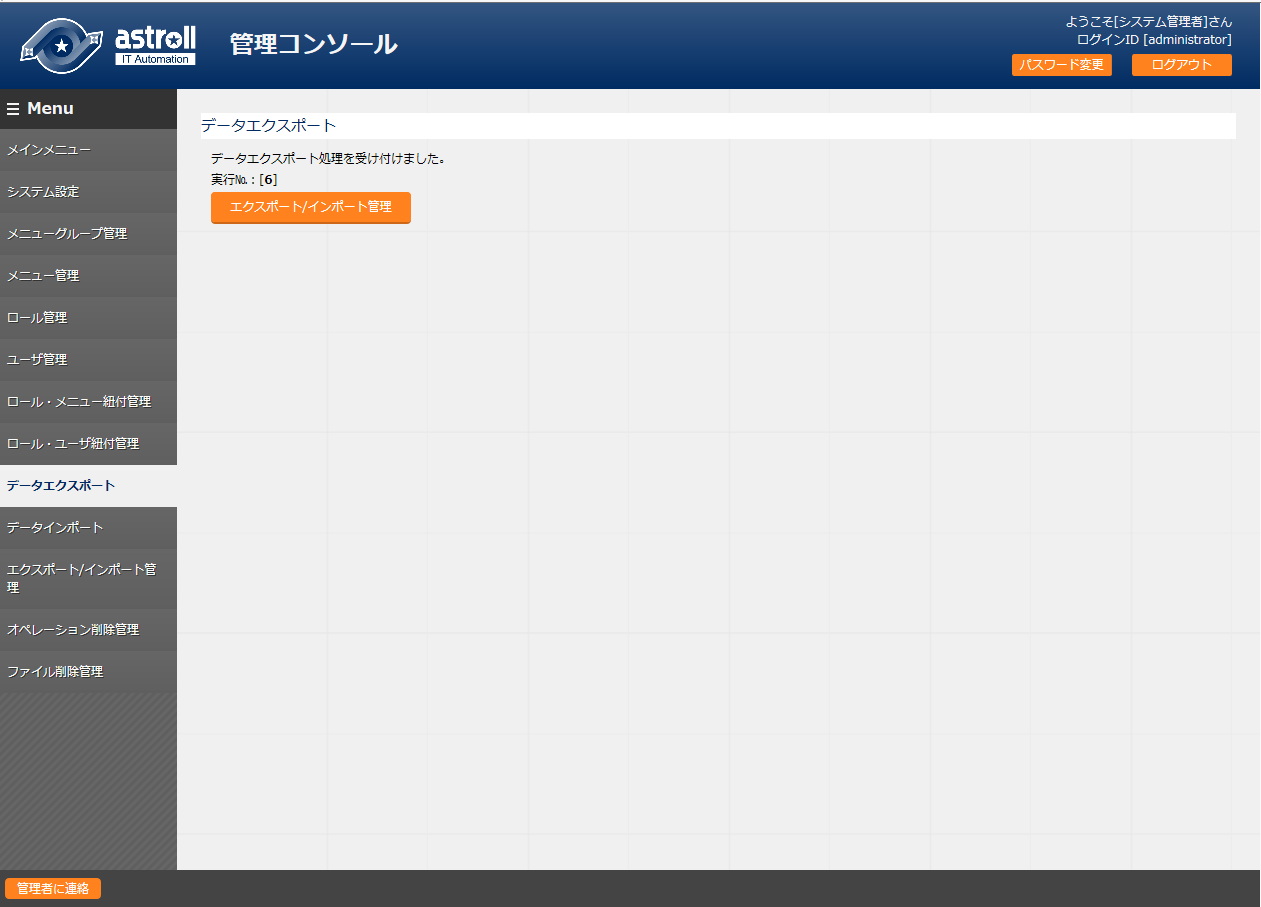 astroll
IT Automation
管理コンソール
ようこそ[システム管理者]さん
ログインID [administrator]
パスワード変更
ログアウト
☰ Menu
メインメニュー
システム設定
メニューグループ管理
メニュー管理
ロール管理
ユーザ管理
ロール・メニュー紐付管理
ロール・ユーザ紐付管理
データエクスポート
データインポート
エクスポート/インポート管
理
オペレーション削除管理
ファイル削除管理
データエクスポート
データエクスポート処理を受け付けました。
実行№：[6]
エクスポート/インポート管理
管理者に連絡